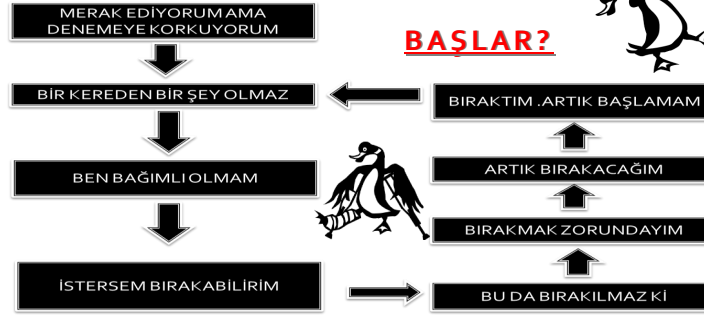 MERAK EDİYORUM AMA
DENEMEYE KORKUYORUM
BAŞLAR?
BİR KEREDEN BİR ŞEY OLMAZ
BEN BAĞIMLI OLMAM
İSTERSEM BIRAKABİLİRİM
BU DA BIRAKILMAZ Kİ
BIRAKMAK ZORUNDAYIM
ARTIK BIRAKACAĞIM
BIRAKTIM .ARTIK BAŞLAMAM